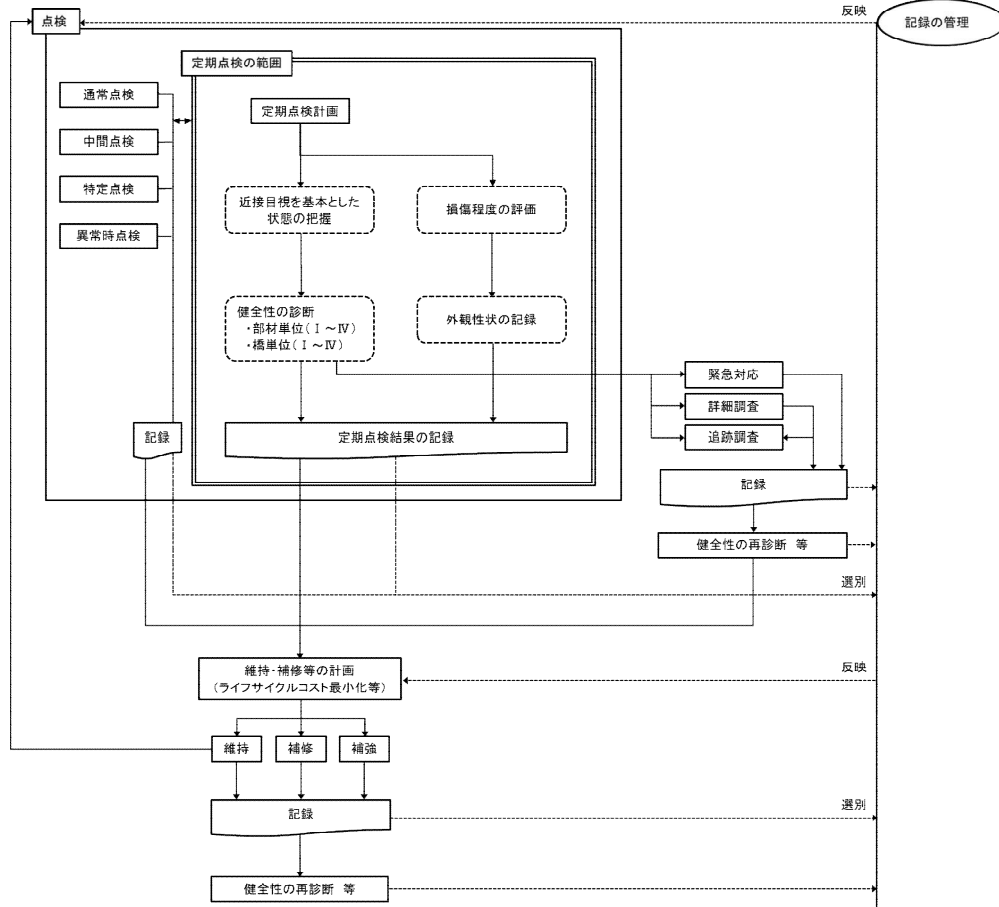 点検
反映
記録の管理
定期点検の範囲
通常点検
定期点検計画
中間点検
特定点検
近接目視を基本とした
状態の把握
損傷程度の評価
異常時点検
健全性の診断
・部材単位(Ⅰ～Ⅳ)
・橋単位(Ⅰ～Ⅳ)
外観性状の記録
緊急対応
詳細調査
記録
定期点検結果の記録
追跡調査
記録
健全性の再診断 等
選別
維持・補修等の計画
(ライフサイクルコスト最小化等)
反映
維持
補修
補強
記録
選別
健全性の再診断 等